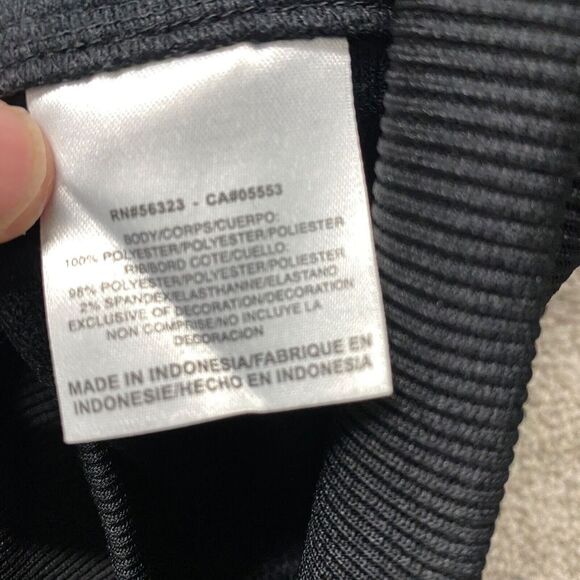 RN#56323 - CA#05553
BODY/CORPS/CUERPO:
100% POLYESTER/POLYESTER/POLIESTER
RIB/BORD COTE/CUELLO:
98% POLYESTER/POLYESTER/POLIESTER
2% SPANDEX/ELASTHANNE/ELASTANO
EXCLUSIVE OF DECORATION/DECORATION
NON COMPRISE/NO INCLUYE LA
DECORACION
MADE IN INDONESIA/FABRIQUE EN
INDONESIE/HECHO EN INDONESIA